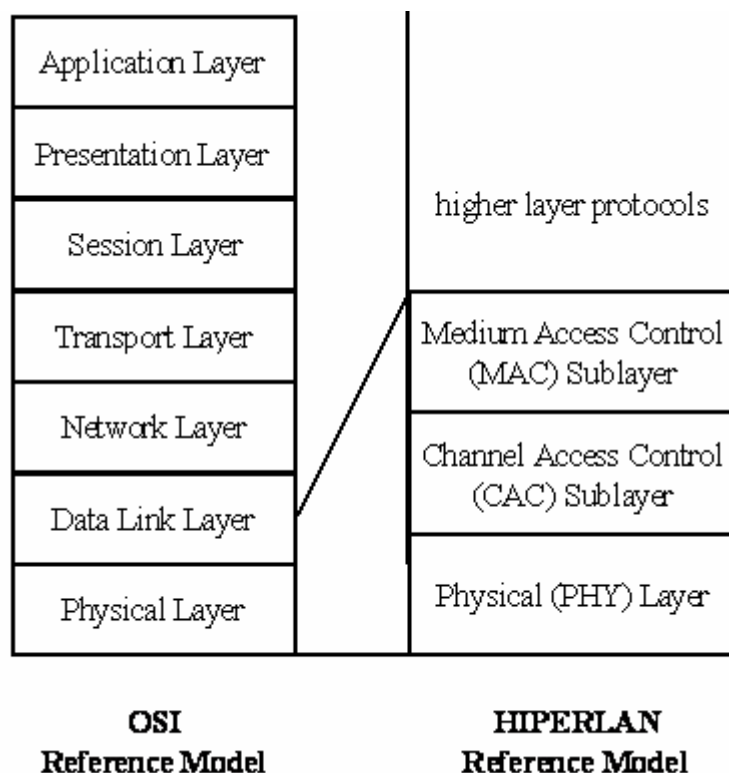 Application Layer
Presentation Layer
Session Layer
Transport Layer
Network Layer
Data Link Layer
Physical Layer
OSI
Reference Model
higher layer protocols
Medium Access Control
(MAC) Sublayer
Channel Access Control
(CAC) Sublayer
Physical (PHY) Layer
HIPERLAN
Reference Model